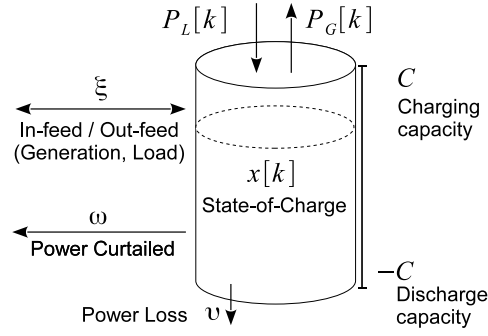 P_L[k] P_G[k]
ξ
In-feed / Out-feed
(Generation, Load)
C
Charging
capacity
x[k]
State-of-Charge
ω
Power Curtailed
−C
Discharge
capacity
Power Loss υ